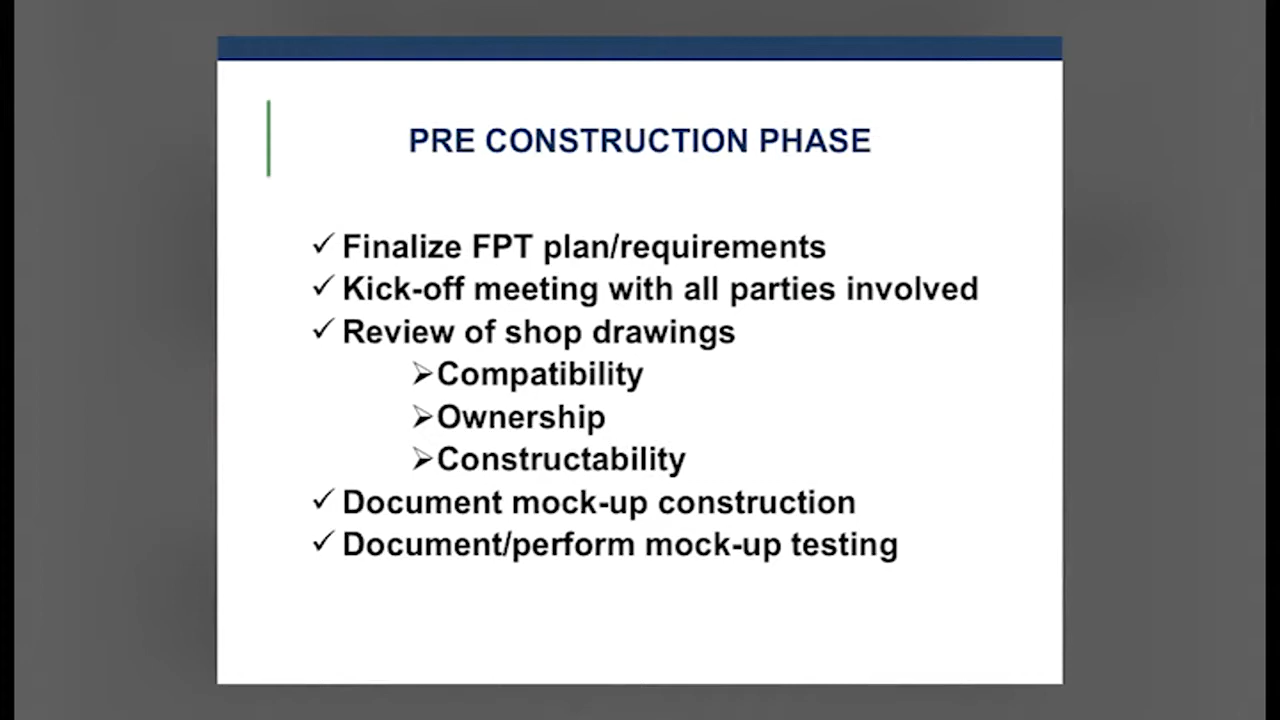 PRE CONSTRUCTION PHASE
✓ Finalize FPT plan/requirements
✓ Kick-off meeting with all parties involved
✓ Review of shop drawings
➢ Compatibility
➢ Ownership
➢ Constructability
✓ Document mock-up construction
✓ Document/perform mock-up testing